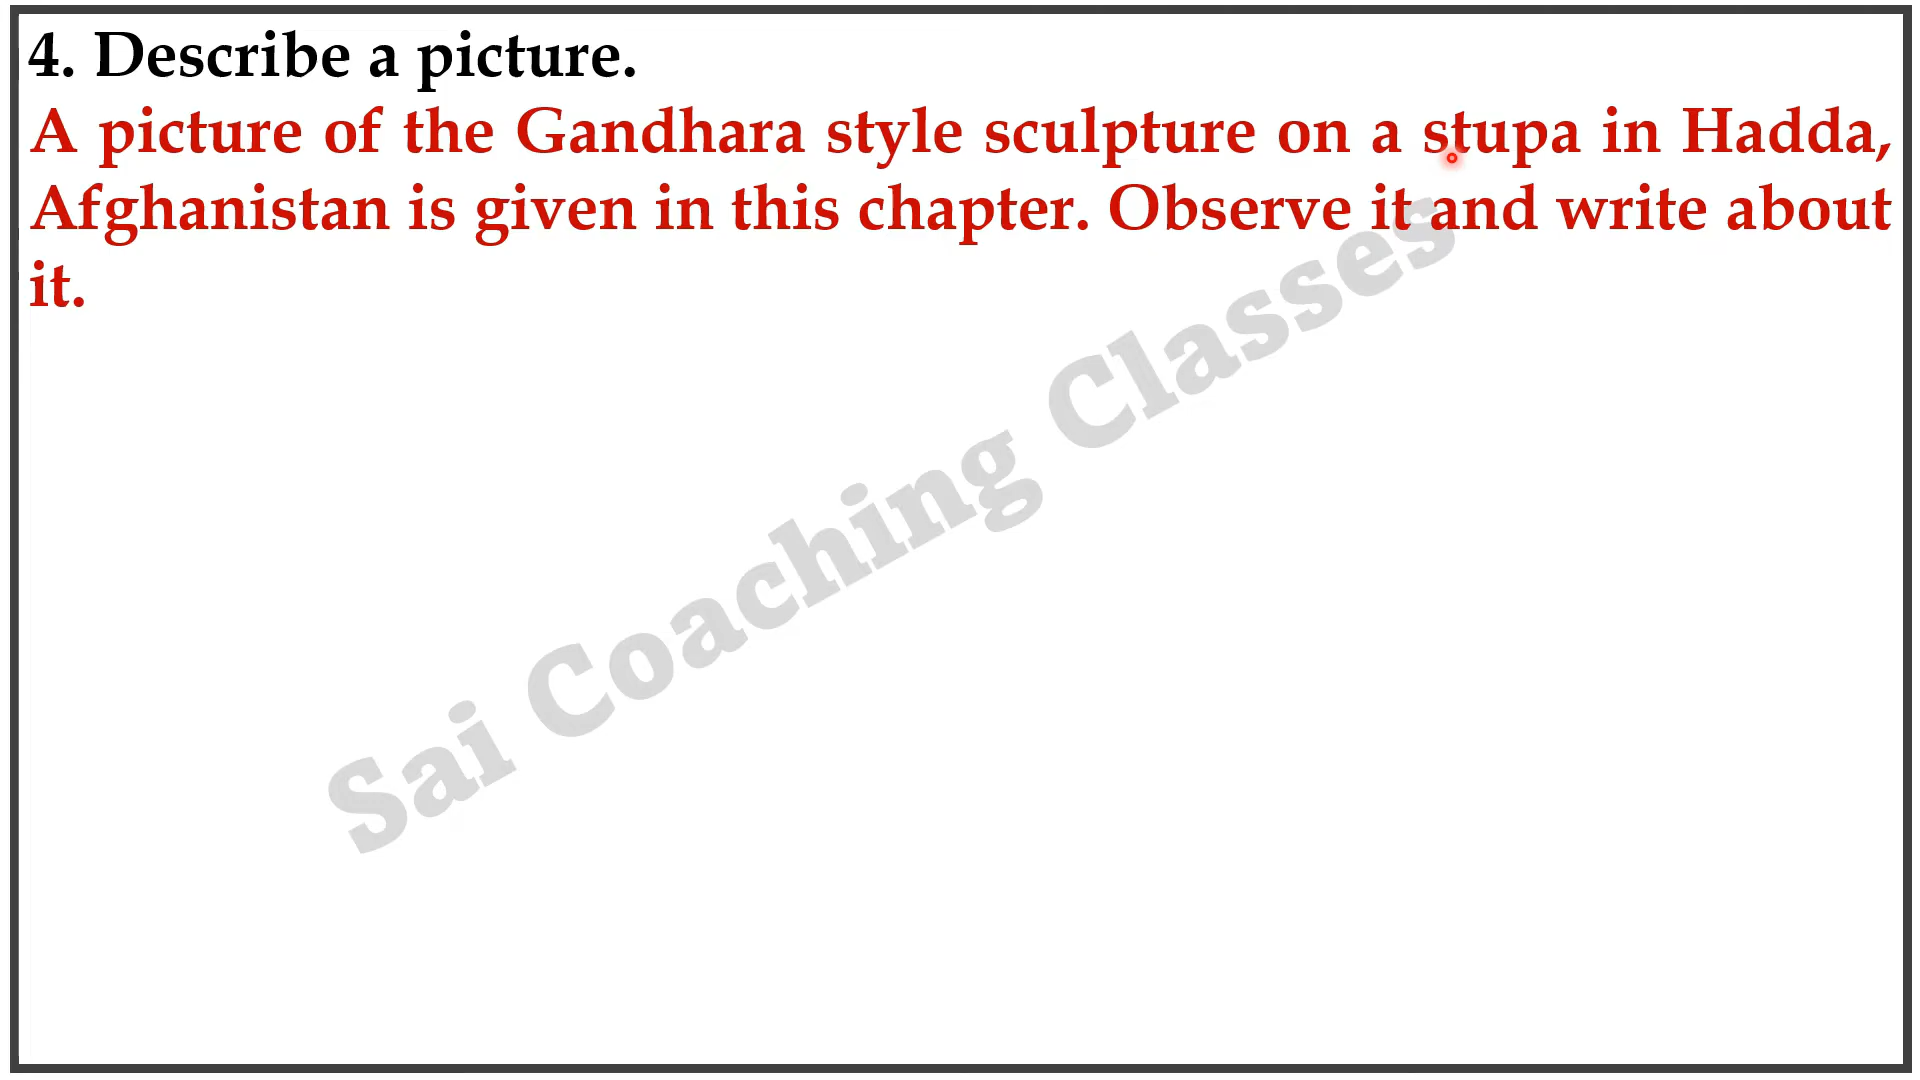 4. Describe a picture.
A picture of the Gandhara style sculpture on a stupa in Hadda,
Afghanistan is given in this chapter. Observe it and write about
it.
Sai Coaching Classes